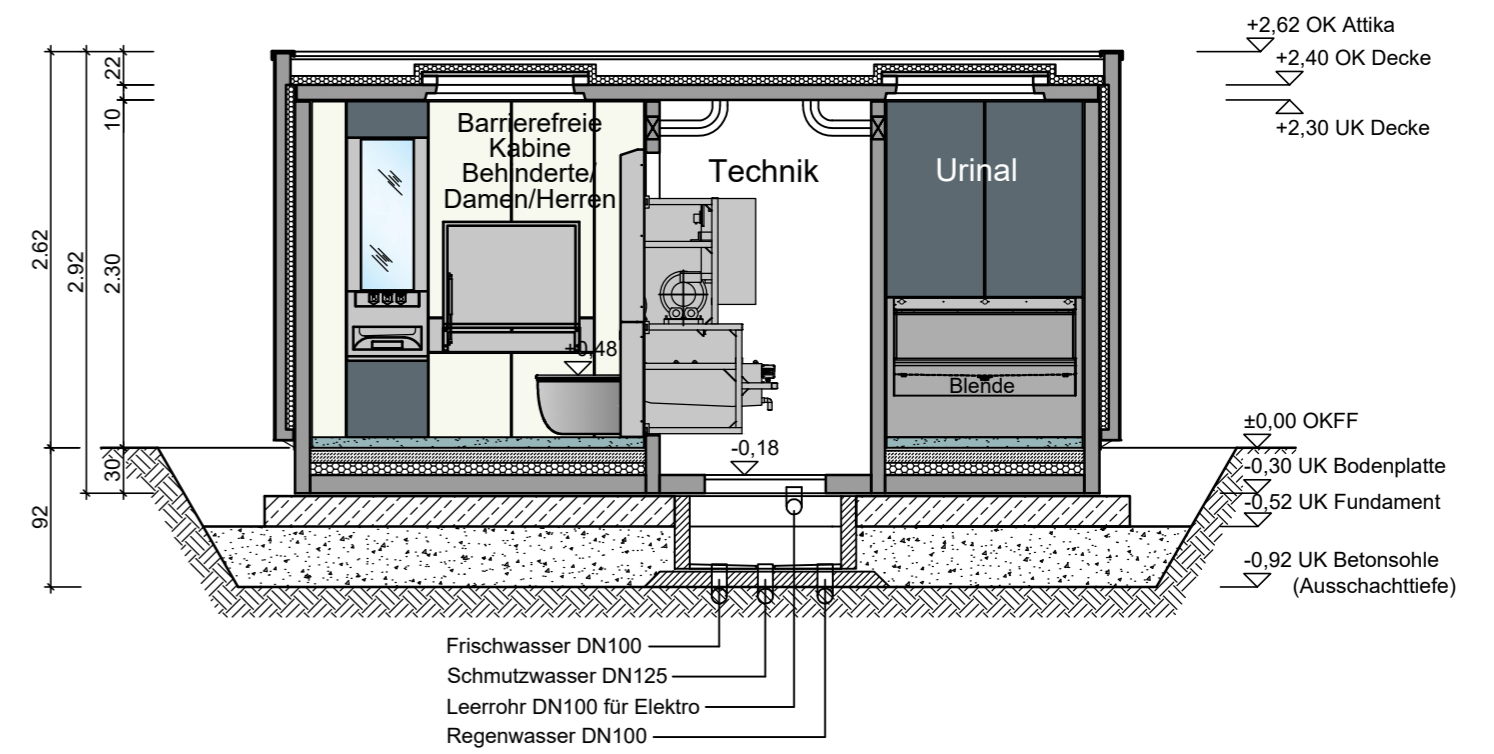 +2,62 OK Attika
+2,40 OK Decke
+2,30 UK Decke
22
10
2.62
2.92
2.30
30
92
Barrierefreie
Kabine
Behinderte/
Damen/Herren
Technik
Urinal
+0,48
Blende
-0,18
±0,00 OKFF
-0,30 UK Bodenplatte
-0,52 UK Fundament
-0,92 UK Betonsohle
(Ausschachttiefe)
Frischwasser DN100
Schmutzwasser DN125
Leerrohr DN100 für Elektro
Regenwasser DN100